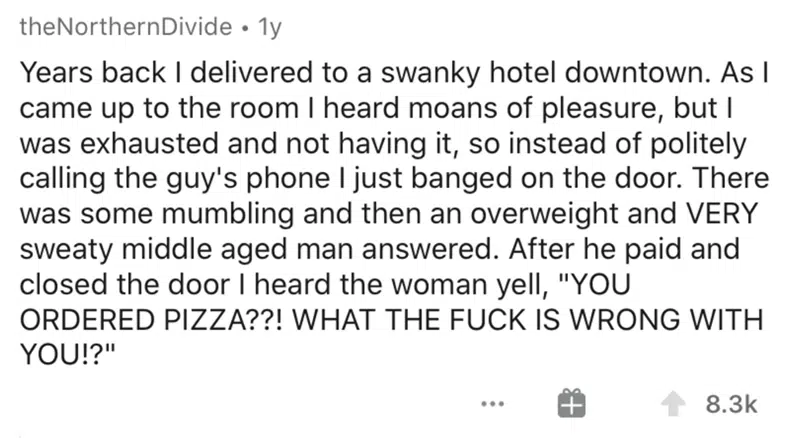 theNorthernDivide • 1y
Years back I delivered to a swanky hotel downtown. As I
came up to the room I heard moans of pleasure, but I
was exhausted and not having it, so instead of politely
calling the guy's phone I just banged on the door. There
was some mumbling and then an overweight and VERY
sweaty middle aged man answered. After he paid and
closed the door I heard the woman yell, "YOU
ORDERED PIZZA??! WHAT THE FUCK IS WRONG WITH
YOU!?"
8.3k